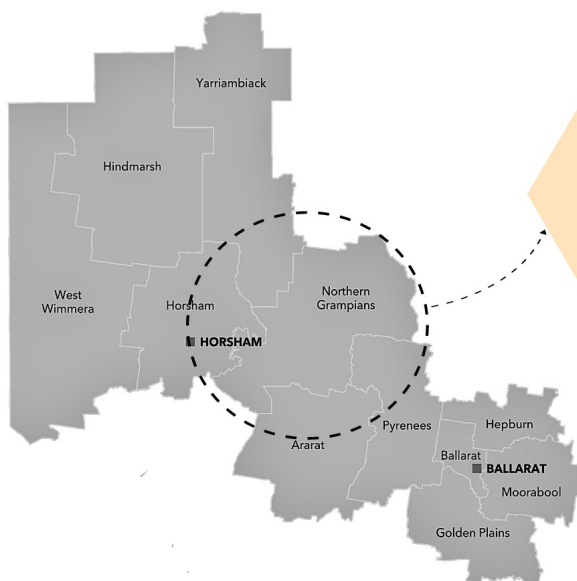 Yarriambiack
Hindmarsh
West
Wimmera
Horsham
Northern
Grampians
HORSHAM
Ararat
Pyrenees
Hepburn
Ballarat
BALLARAT
Moorabool
Golden Plains